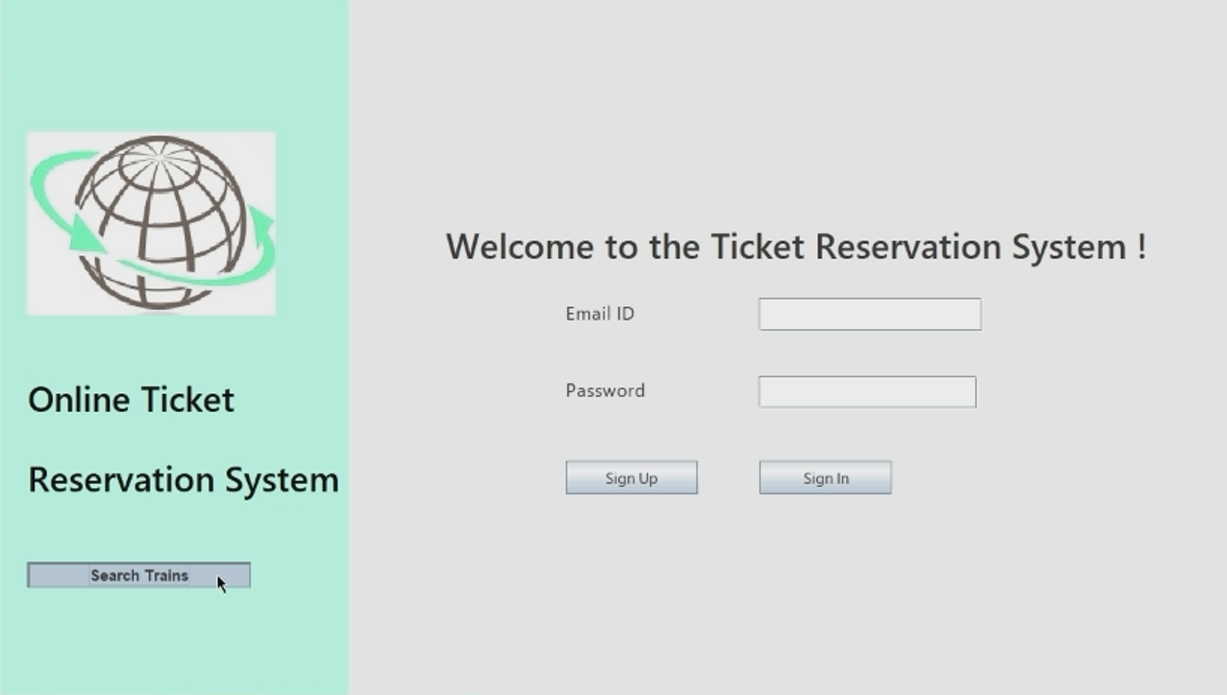 Online Ticket
Reservation System
Search Trains
Welcome to the Ticket Reservation System !
Email ID
Password
Sign Up
Sign In